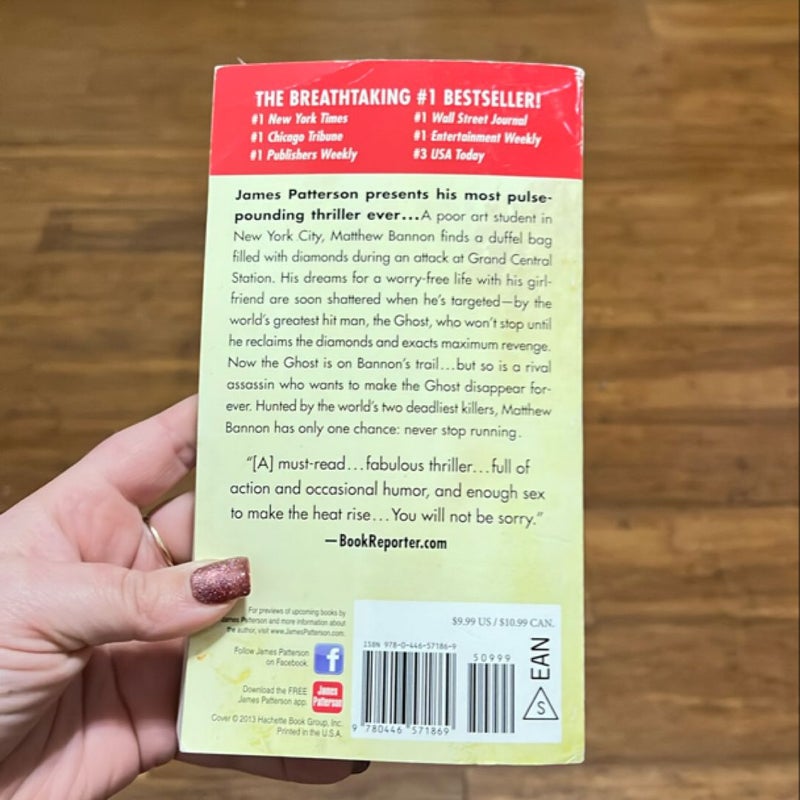 THE BREATHTAKING #1 BESTSELLER!
#1 New York Times
#1 Wall Street Journal
#1 Chicago Tribune
#1 Entertainment Weekly
#1 Publishers Weekly
#3 USA Today
James Patterson presents his most pulse-
pounding thriller ever...A poor art student in
New York City, Matthew Bannon finds a duffel bag
filled with diamonds during an attack at Grand Central
Station. His dreams for a worry-free life with his girl-
friend are soon shattered when he's targeted—by the
world's greatest hit man, the Ghost, who won't stop until
he reclaims the diamonds and exacts maximum revenge.
Now the Ghost is on Bannon's trail...but so is a rival
assassin who wants to make the Ghost disappear for-
ever. Hunted by the world's two deadliest killers, Matthew
Bannon has only one chance: never stop running.
"[A] must-read...fabulous thriller...full of
action and occasional humor, and enough sex
to make the heat rise...You will not be sorry."
—BookReporter.com
For previews of upcoming books by
James Patterson and more information about
the author, visit www.JamesPatterson.com.
Follow James Patterson
on Facebook.
f
Download the FREE
James Patterson app.
James
Patterson
Cover © 2013 Hachette Book Group, Inc.
Printed in the U.S.A.
$9.99 US / $10.99 CAN.
ISBN 978-0-446-57186-9
50999
9 780446 571869
EAN
S